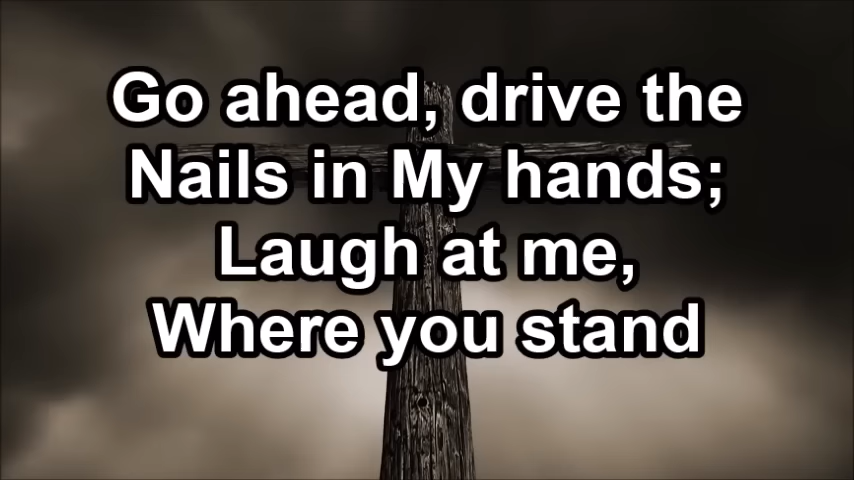 Go ahead, drive the
Nails in My hands;
Laugh at me,
Where you stand